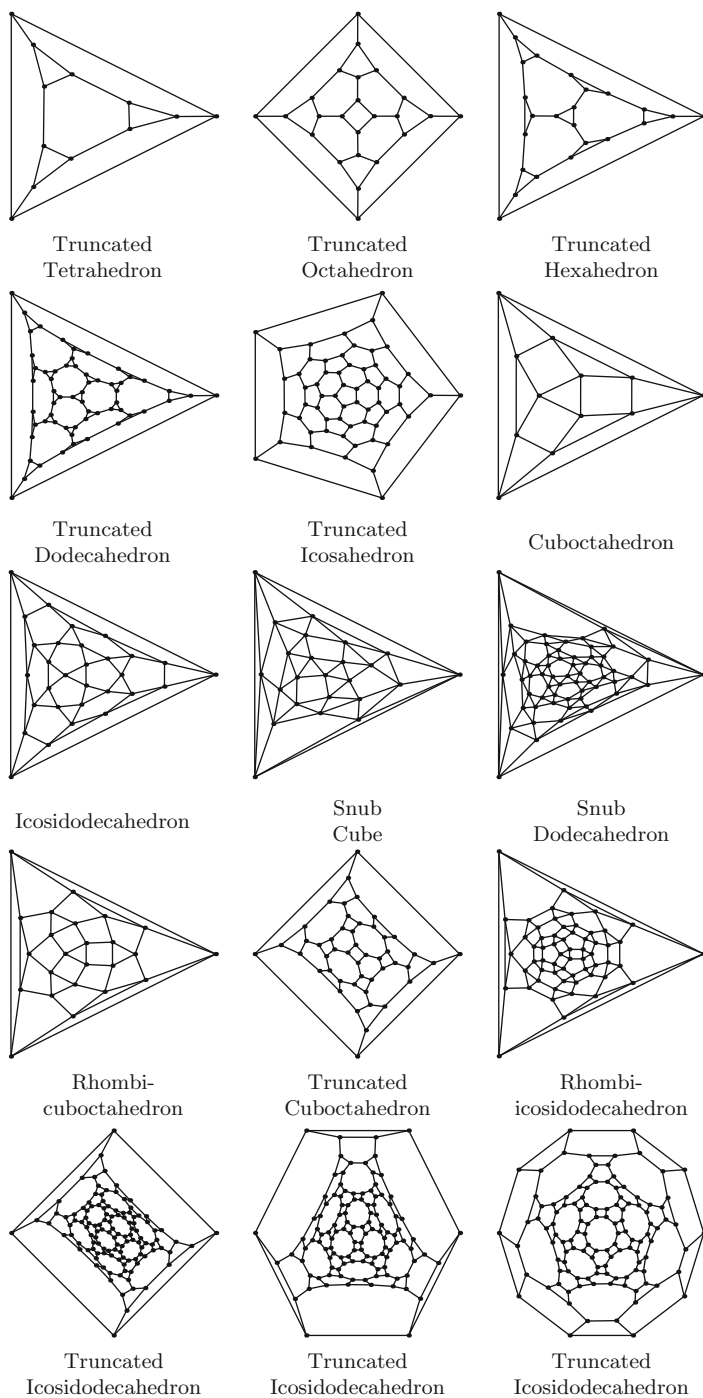 Truncated
Tetrahedron
Truncated
Octahedron
Truncated
Hexahedron
Truncated
Dodecahedron
Truncated
Icosahedron
Cuboctahedron
Icosidodecahedron
Snub
Cube
Snub
Dodecahedron
Rhombi-
cuboctahedron
Truncated
Cuboctahedron
Rhombi-
icosidodecahedron
Truncated
Icosidodecahedron
Truncated
Icosidodecahedron
Truncated
Icosidodecahedron